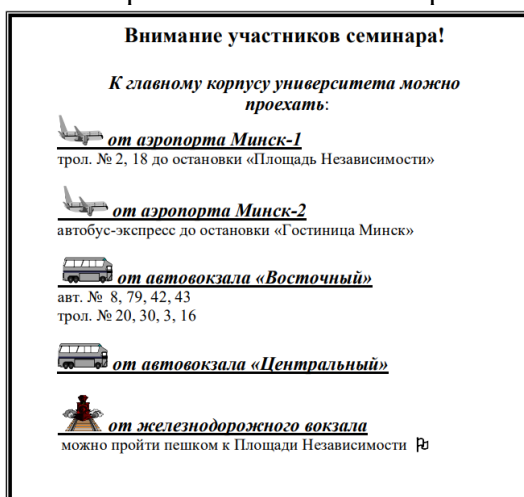 Внимание участников семинара!
К главному корпусу университета можно
проехать:
от аэропорта Минск-1
трол. № 2, 18 до остановки «Площадь Независимости»
от аэропорта Минск-2
автобус-экспресс до остановки «Гостиница Минск»
от автовокзала «Восточный»
авт. № 8, 79, 42, 43
трол. № 20, 30, 3, 16
от автовокзала «Центральный»
от железнодорожного вокзала
можно пройти пешком к Площади Независимости